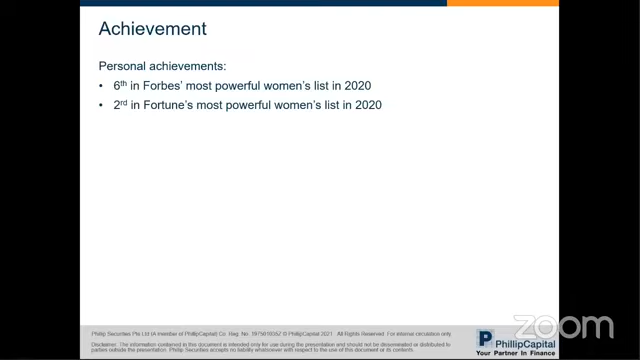 Achievement
Personal achievements:
• 6th in Forbes' most powerful women's list in 2020
• 2rd in Fortune's most powerful women's list in 2020
Phillip Securities Pte Ltd (A member of PhillipCapital) Co. Reg. No. 197501035Z © PhillipCapital 2021. All Rights Reserved. For internal circulation only.
Disclaimer: The information contained in this document is intended only for use during the presentation and should not be disseminated or distributed to
parties outside the presentation. Phillip Securities accepts no liability whatsoever with respect to the use of this document or its contents.
PhillipCapital
Your Partner In Finance
zoom